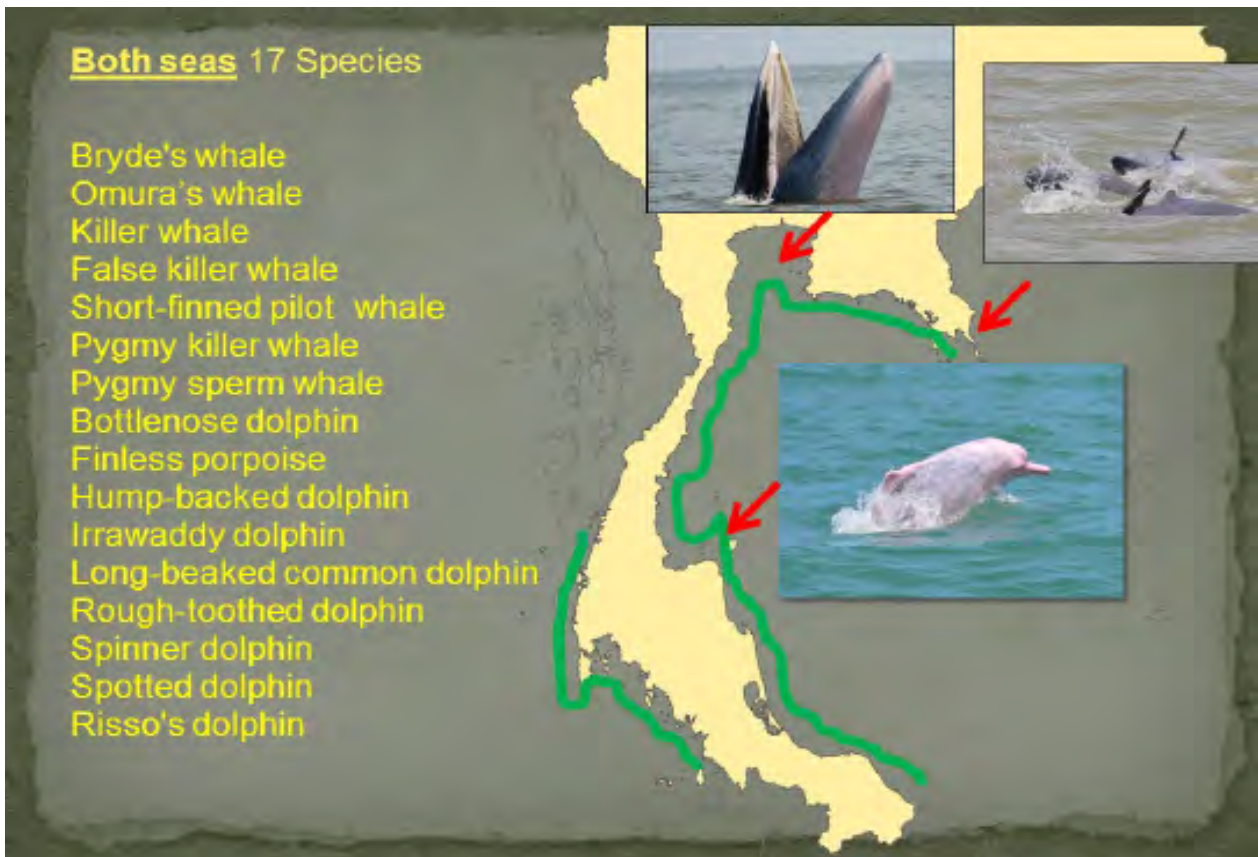 Both seas 17 Species
Bryde's whale
Omura's whale
Killer whale
False killer whale
Short-finned pilot whale
Pygmy killer whale
Pygmy sperm whale
Bottlenose dolphin
Finless porpoise
Hump-backed dolphin
Irrawaddy dolphin
Long-beaked common dolphin
Rough-toothed dolphin
Spinner dolphin
Spotted dolphin
Risso's dolphin